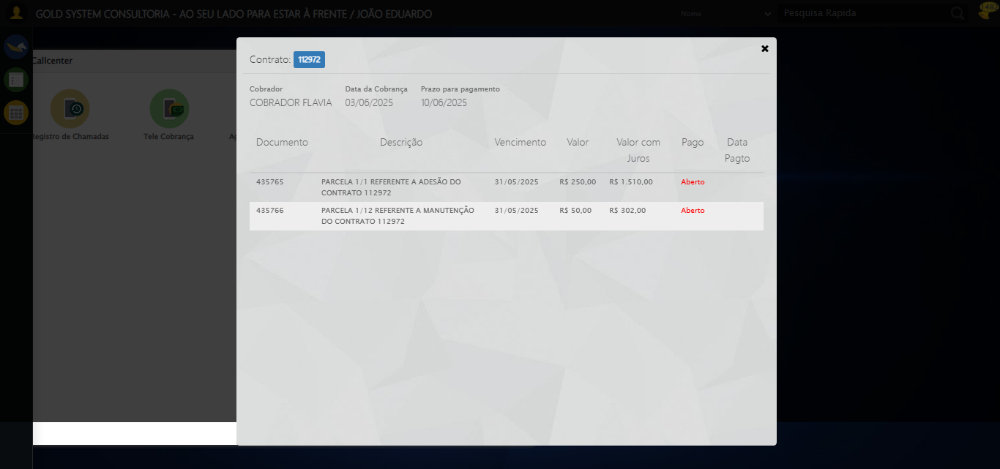 GOLD SYSTEM CONSULTORIA - AO SEU LADO PARA ESTAR À FRENTE / JOÃO EDUARDO
Nome
Pesquisa Rapida
1482
Callcenter
Registro de Chamadas
Tele Cobrança
Ag
Contrato: 112972
Cobrador Data da Cobrança Prazo para pagamento
COBRADOR FLAVIA 03/06/2025 10/06/2025
Documento Descrição Vencimento Valor Valor com Juros Pago Data Pagto
435765 PARCELA 1/1 REFERENTE A ADESÃO DO 31/05/2025 R$ 250,00 R$ 1.510,00 Aberto
CONTRATO 112972
435766 PARCELA 1/12 REFERENTE A MANUTENÇÃO 31/05/2025 R$ 50,00 R$ 302,00 Aberto
DO CONTRATO 112972